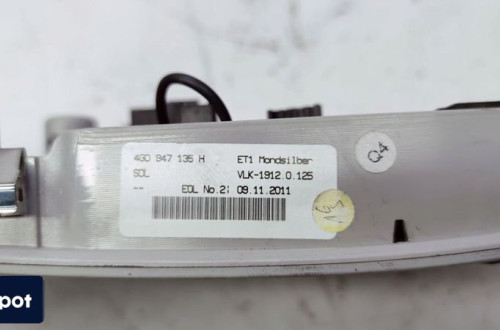 4G0 947 135 H ET1 Mondsilber
SOL VLK-1912.0.125
-- EOL No.2: 09.11.2011
Q4
pot